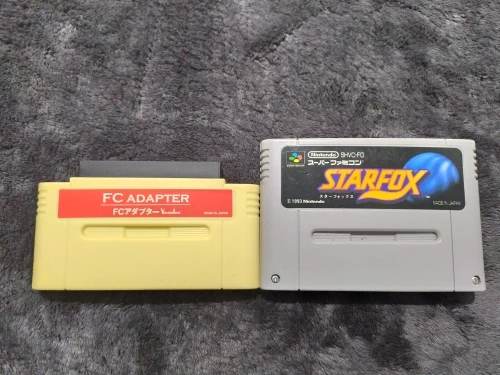 FC ADAPTER
FCアダプター
MADE IN JAPAN
Nintendo SHVC-FO
スーパーファミコン
STARFOX
スターフォックス
© 1993 Nintendo
MADE IN JAPAN